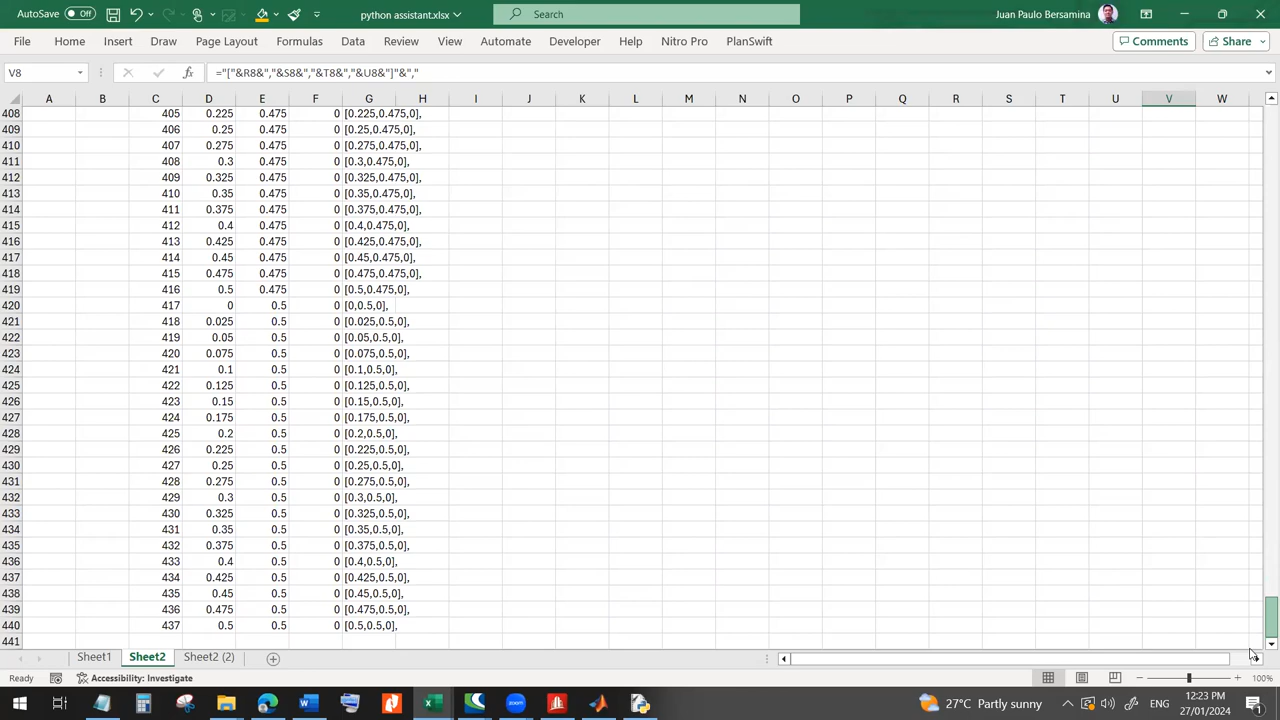 AutoSave Off python assistant.xlsx Search Juan Paulo Bersamina
File Home Insert Draw Page Layout Formulas Data Review View Automate Developer Help Nitro Pro PlanSwift Comments Share
V8 fx ="["&R8&","&S8&","&T8&","&U8&"]"&","
A B C D E F G H I J K L M N O P Q R S T U V W
408 405 0.225 0.475 0 [0.225,0.475,0],
409 406 0.25 0.475 0 [0.25,0.475,0],
410 407 0.275 0.475 0 [0.275,0.475,0],
411 408 0.3 0.475 0 [0.3,0.475,0],
412 409 0.325 0.475 0 [0.325,0.475,0],
413 410 0.35 0.475 0 [0.35,0.475,0],
414 411 0.375 0.475 0 [0.375,0.475,0],
415 412 0.4 0.475 0 [0.4,0.475,0],
416 413 0.425 0.475 0 [0.425,0.475,0],
417 414 0.45 0.475 0 [0.45,0.475,0],
418 415 0.475 0.475 0 [0.475,0.475,0],
419 416 0.5 0.475 0 [0.5,0.475,0],
420 417 0 0.5 0 [0,0.5,0],
421 418 0.025 0.5 0 [0.025,0.5,0],
422 419 0.05 0.5 0 [0.05,0.5,0],
423 420 0.075 0.5 0 [0.075,0.5,0],
424 421 0.1 0.5 0 [0.1,0.5,0],
425 422 0.125 0.5 0 [0.125,0.5,0],
426 423 0.15 0.5 0 [0.15,0.5,0],
427 424 0.175 0.5 0 [0.175,0.5,0],
428 425 0.2 0.5 0 [0.2,0.5,0],
429 426 0.225 0.5 0 [0.225,0.5,0],
430 427 0.25 0.5 0 [0.25,0.5,0],
431 428 0.275 0.5 0 [0.275,0.5,0],
432 429 0.3 0.5 0 [0.3,0.5,0],
433 430 0.325 0.5 0 [0.325,0.5,0],
434 431 0.35 0.5 0 [0.35,0.5,0],
435 432 0.375 0.5 0 [0.375,0.5,0],
436 433 0.4 0.5 0 [0.4,0.5,0],
437 434 0.425 0.5 0 [0.425,0.5,0],
438 435 0.45 0.5 0 [0.45,0.5,0],
439 436 0.475 0.5 0 [0.475,0.5,0],
440 437 0.5 0.5 0 [0.5,0.5,0],
441
Sheet1 Sheet2 Sheet2 (2)
Ready Accessibility: Investigate 100%
27°C Partly sunny ENG 12:23 PM
27/01/2024